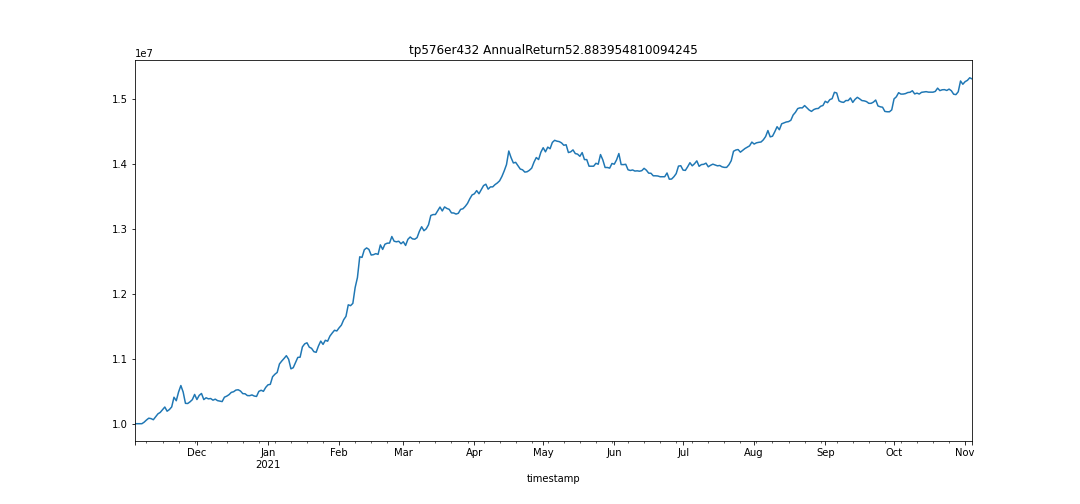 tp576er432 AnnualReturn52.883954810094245
1e7
1.5
1.4
1.3
1.2
1.1
1.0
Dec Jan Feb Mar Apr May Jun Jul Aug Sep Oct Nov
2021
timestamp